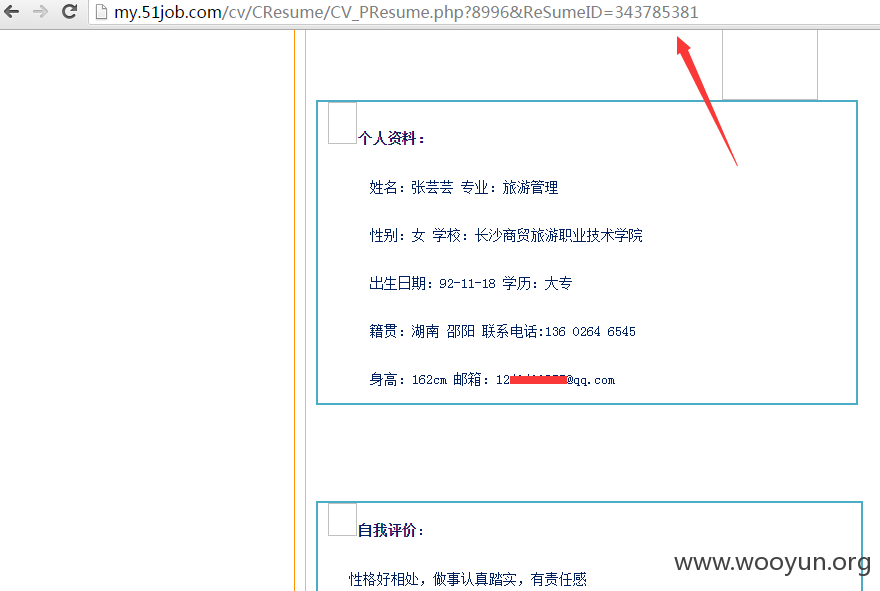 my.51job.com/cv/CResume/CV_PResume.php?8996&ReSumeID=343785381
个人资料：
姓名：张芸芸 专业：旅游管理
性别：女 学校：长沙商贸旅游职业技术学院
出生日期：92-11-18 学历：大专
籍贯：湖南 邵阳 联系电话:136 0264 6545
身高：162cm 邮箱：12 @qq.com
自我评价：
性格好相处，做事认真踏实，有责任感
www.wooyun.org